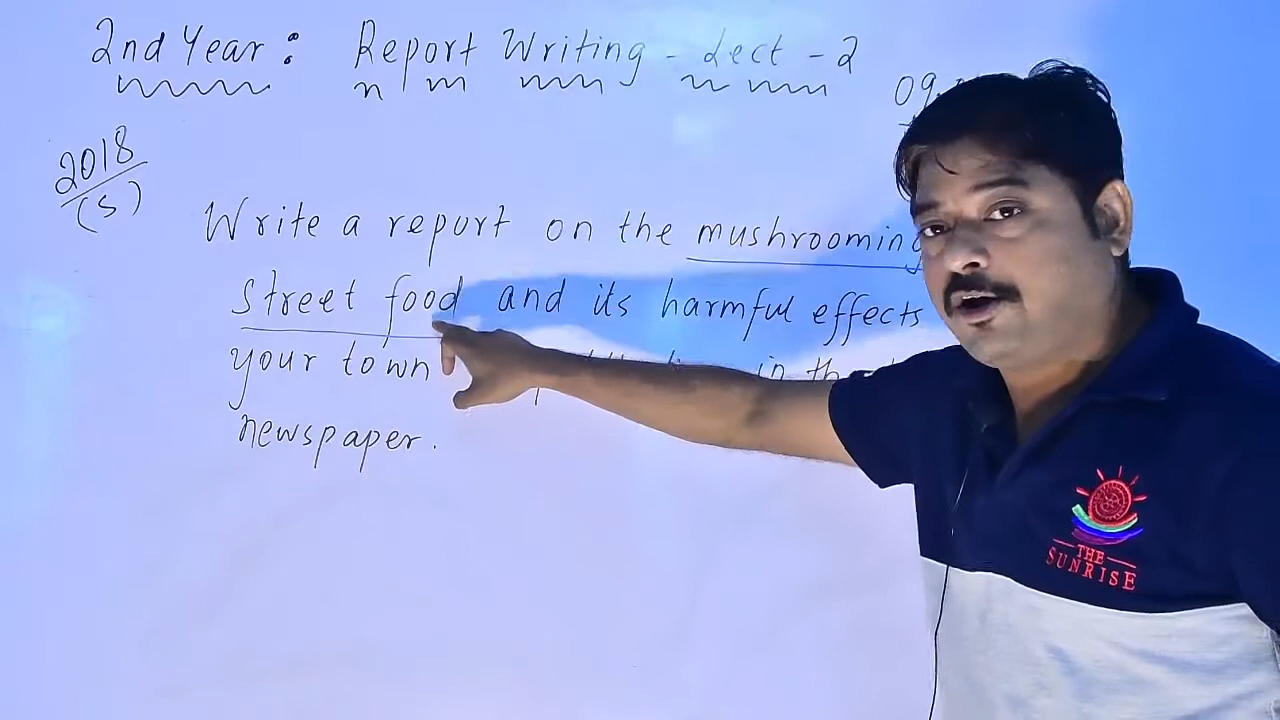 2nd Year: Report Writing - Lect - 2
09.
2018
(S)
Write a report on the mushrooming
Street food and its harmful effects
your town in
newspaper.
THE
SUNRISE